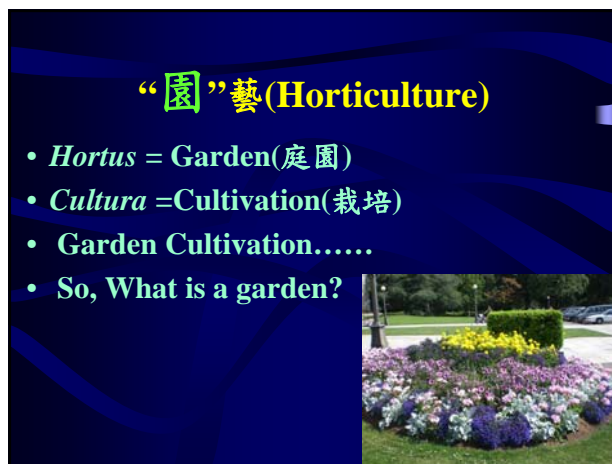 “園”藝(Horticulture)
• Hortus = Garden(庭園)
• Cultura =Cultivation(栽培)
• Garden Cultivation……
• So, What is a garden?